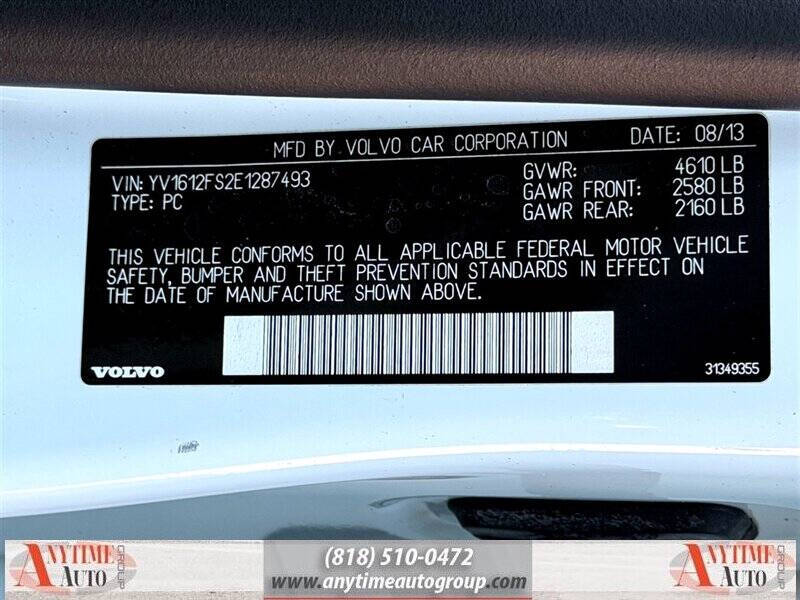 MFD BY VOLVO CAR CORPORATION DATE: 08/13
VIN: YV1612FS2E1287493 GVWR: 4610 LB
TYPE: PC GAWR FRONT: 2580 LB
GAWR REAR: 2160 LB
THIS VEHICLE CONFORMS TO ALL APPLICABLE FEDERAL MOTOR VEHICLE
SAFETY, BUMPER AND THEFT PREVENTION STANDARDS IN EFFECT ON
THE DATE OF MANUFACTURE SHOWN ABOVE.
VOLVO 31349355
ANYTIME AUTO GROUP (818) 510-0472 ANYTIME AUTO GROUP
www.anytimeautogroup.com